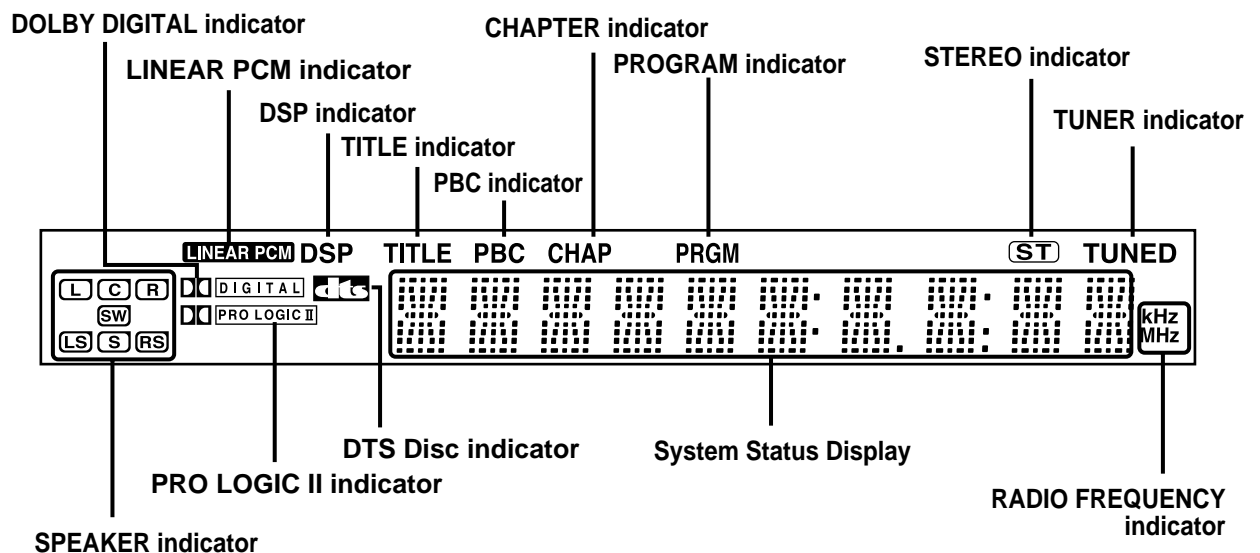 DOLBY DIGITAL indicator
CHAPTER indicator
LINEAR PCM indicator
PROGRAM indicator
STEREO indicator
DSP indicator
TUNER indicator
TITLE indicator
PBC indicator
LINEAR PCM DSP TITLE PBC CHAP PRGM ST TUNED
L C R DIGITAL dts
SW PRO LOGIC II kHz
LS S RS MHz
DTS Disc indicator
System Status Display
PRO LOGIC II indicator
RADIO FREQUENCY
indicator
SPEAKER indicator